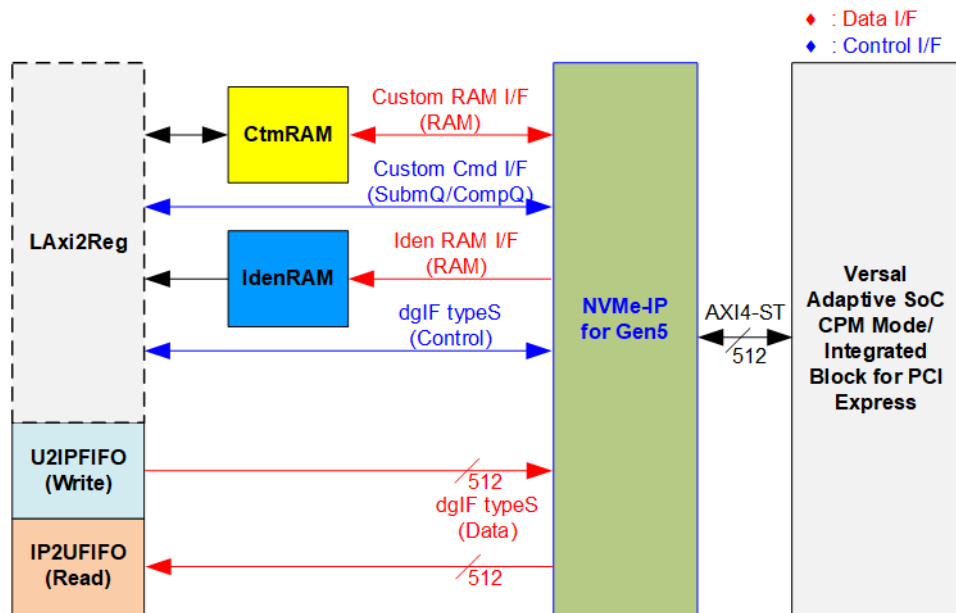 ♦ : Data I/F
♦ : Control I/F
LAxi2Reg
CtmRAM
Custom RAM I/F
(RAM)
Custom Cmd I/F
(SubmQ/CompQ)
IdenRAM
Iden RAM I/F
(RAM)
dgIF typeS
(Control)
U2IPFIFO
(Write)
512
dgIF typeS
(Data)
IP2UFIFO
(Read)
512
NVMe-IP
for Gen5
AXI4-ST
512
Versal
Adaptive SoC
CPM Mode/
Integrated
Block for PCI
Express